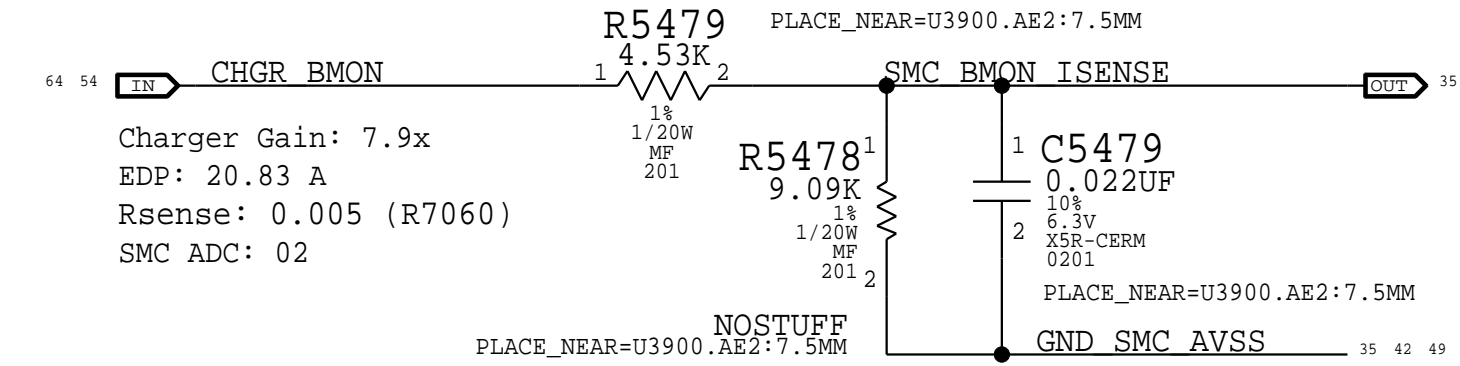 R5479
PLACE_NEAR=U3900.AE2:7.5MM
4.53K
64 54 IN CHGR_BMON 1 2 SMC_BMON_ISENSE OUT 35
1%
1/20W
MF
201
Charger Gain: 7.9x
EDP: 20.83 A
Rsense: 0.005 (R7060)
SMC ADC: 02
R5478 1
9.09K
1%
1/20W
MF
201 2
1 C5479
0.022UF
10%
6.3V
X5R-CERM
0201
2
PLACE_NEAR=U3900.AE2:7.5MM
NOSTUFF
PLACE_NEAR=U3900.AE2:7.5MM
GND_SMC_AVSS 35 42 49